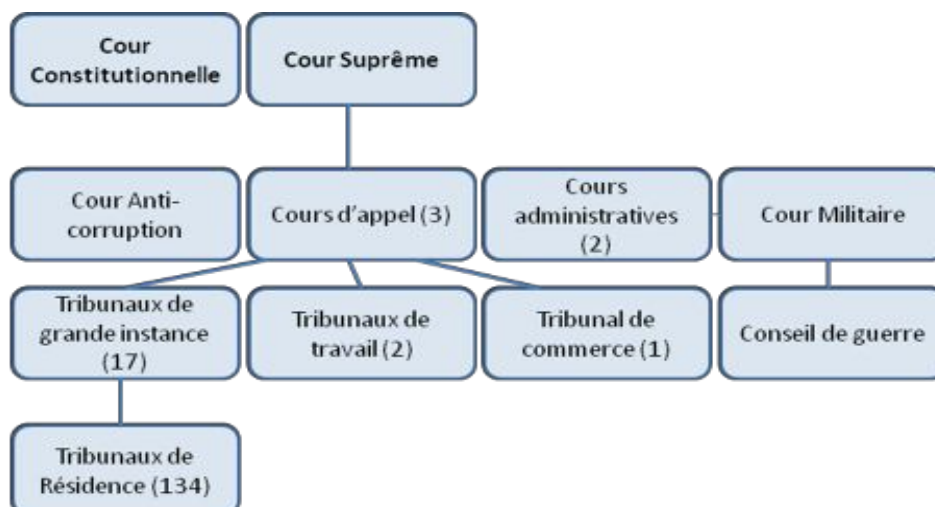 Cour
Constitutionnelle
Cour Suprême
Cour Anti-
corruption
Cours d’appel (3)
Cours
administratives
(2)
Cour Militaire
Tribunaux de
grande instance
(17)
Tribunaux de
travail (2)
Tribunal de
commerce (1)
Conseil de guerre
Tribunaux de
Résidence (134)